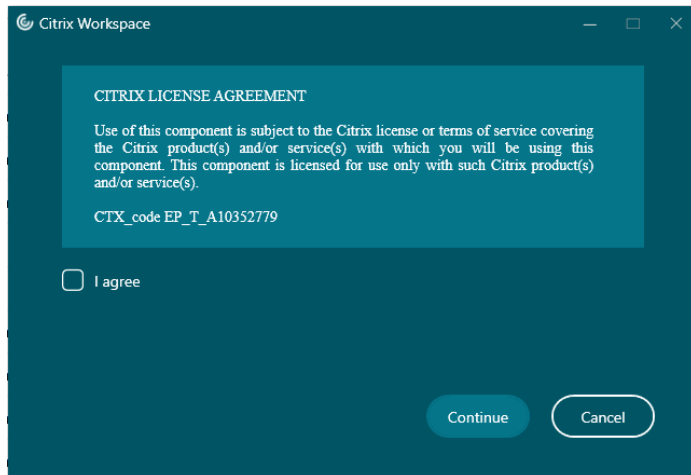 Citrix Workspace
CITRIX LICENSE AGREEMENT
Use of this component is subject to the Citrix license or terms of service covering
the Citrix product(s) and/or service(s) with which you will be using this
component. This component is licensed for use only with such Citrix product(s)
and/or service(s).
CTX_code EP_T_A10352779
I agree
Continue
Cancel